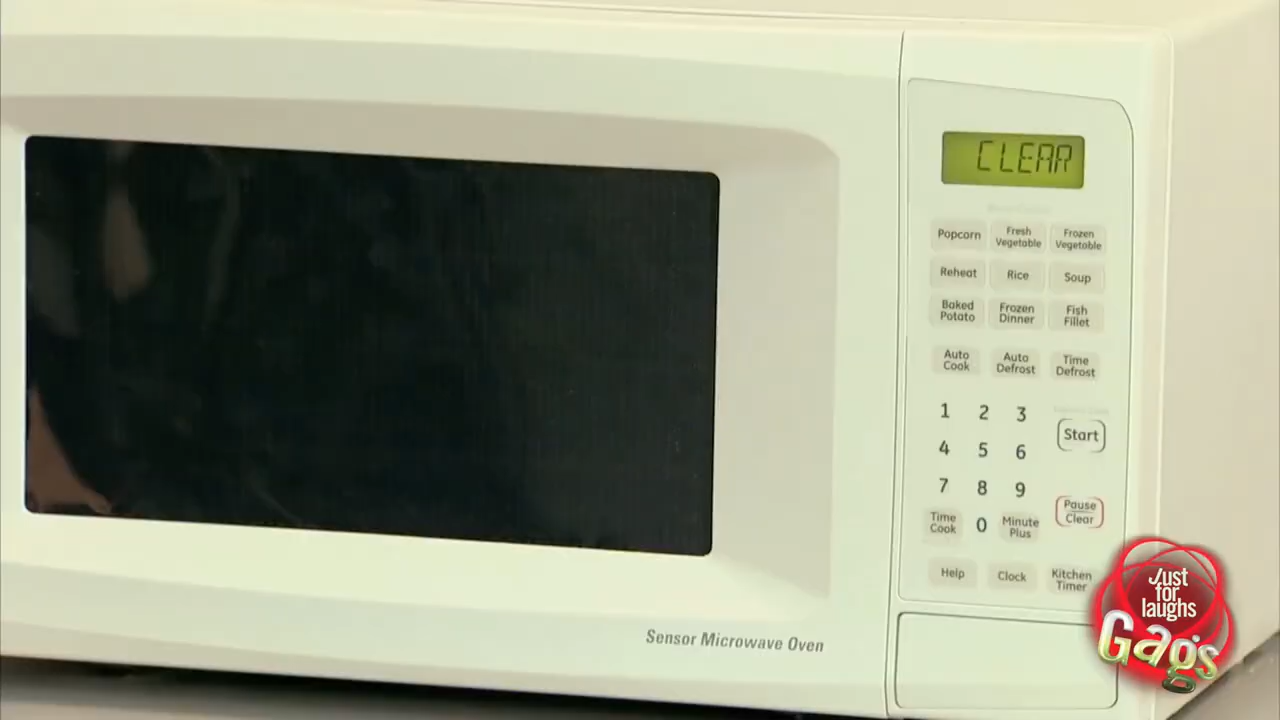 CLEAR
Popcorn
Fresh
Vegetable
Frozen
Vegetable
Reheat
Rice
Soup
Baked
Potato
Frozen
Dinner
Fish
Fillet
Auto
Cook
Auto
Defrost
Time
Defrost
1 2 3
Start
4 5 6
7 8 9
Pause
Clear
Time
Cook
0
Minute
Plus
Help
Clock
Kitchen
Timer
Sensor Microwave Oven
Just
for
laughs
Gags